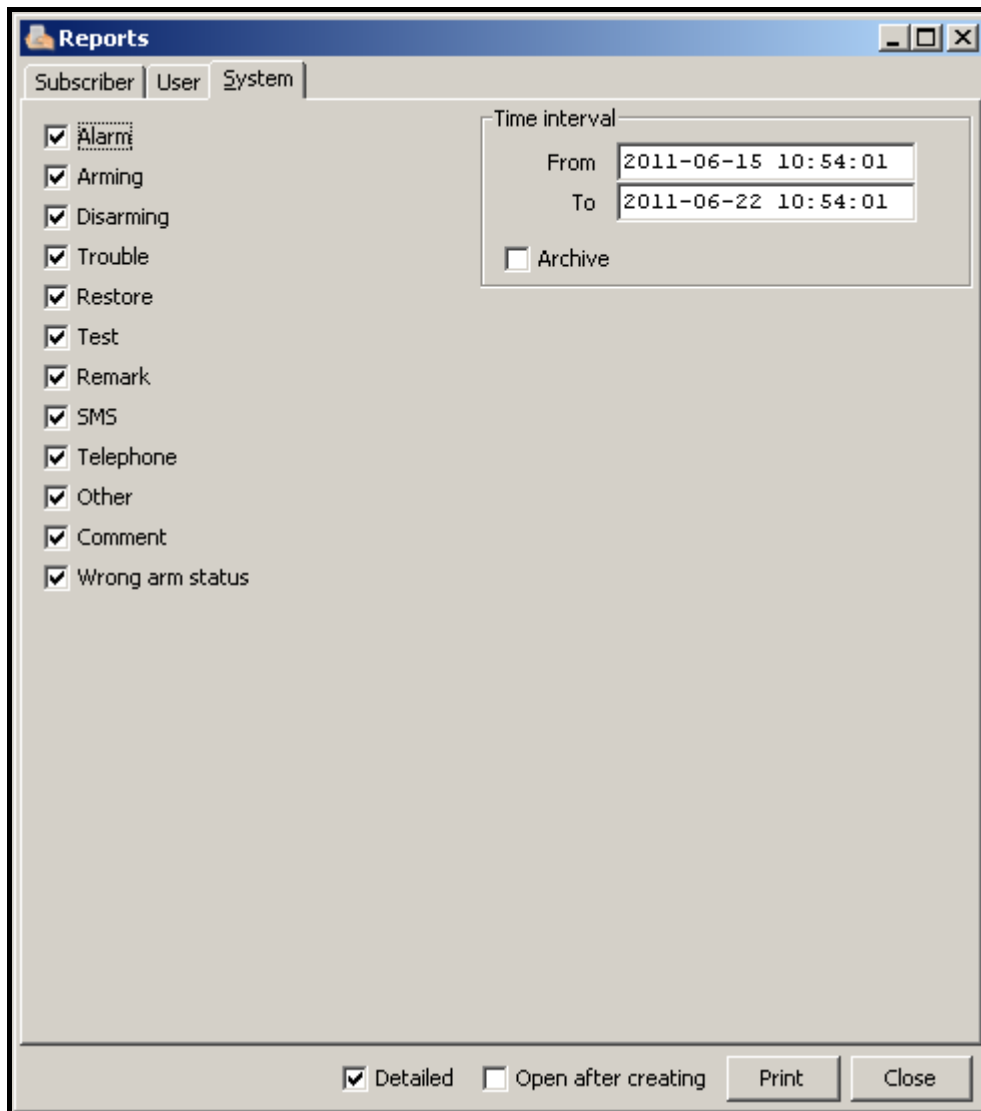 Reports
Subscriber User System
Alarm
Arming
Disarming
Trouble
Restore
Test
Remark
SMS
Telephone
Other
Comment
Wrong arm status
Time interval
From 2011-06-15 10:54:01
To 2011-06-22 10:54:01
Archive
Detailed Open after creating Print Close